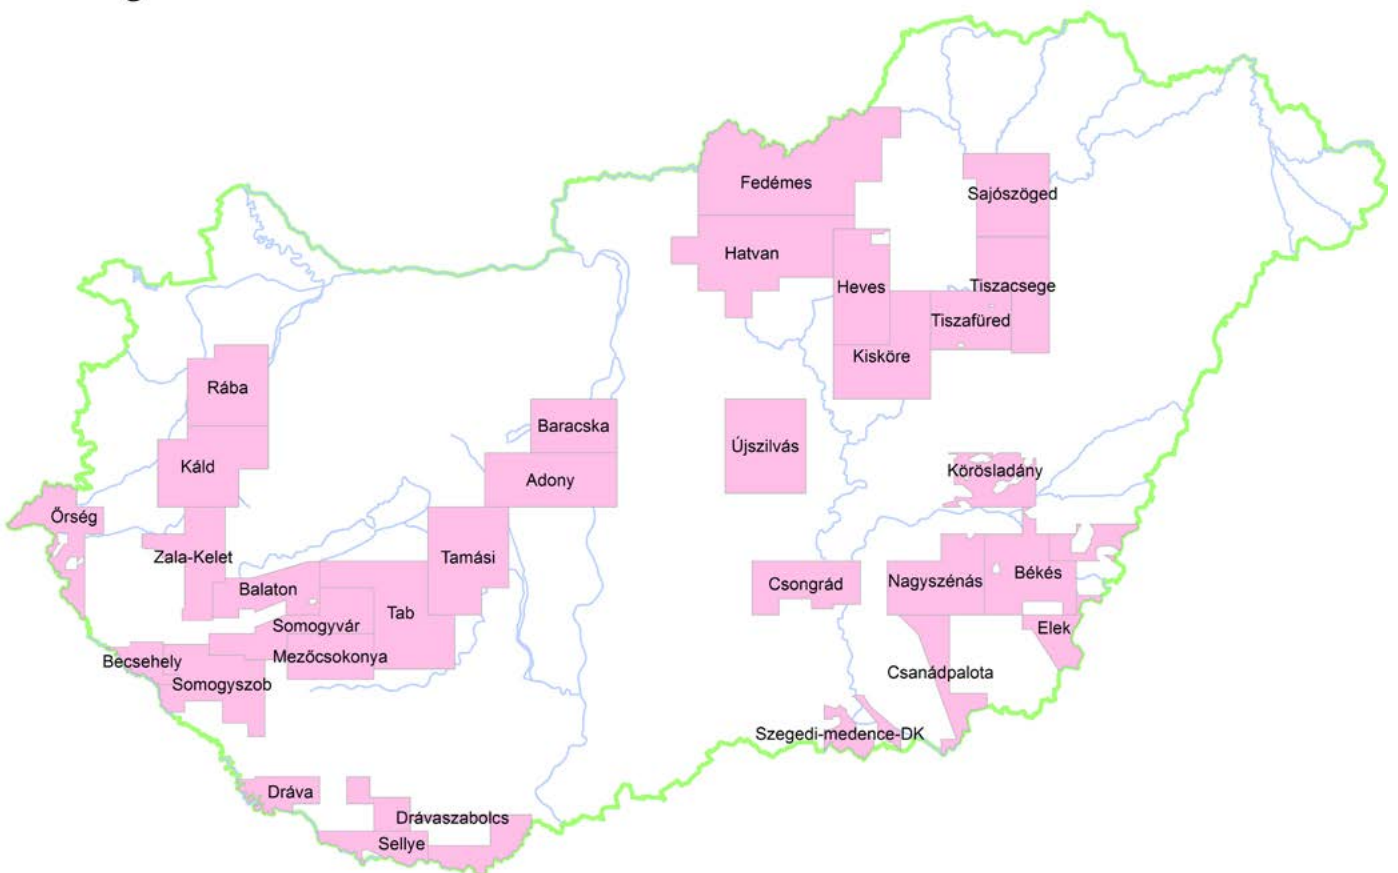 Fedémes
Sajószöged
Hatvan
Heves
Tiszacsege
Tiszafüred
Kisköre
Rába
Baracska
Újszilvás
Káld
Adony
Körösladány
Őrség
Zala-Kelet
Tamási
Balaton
Csongrád
Nagyszénás
Békés
Tab
Somogyvár
Elek
Becsehely
Mezőcsokonya
Csanádpalota
Somogyszob
Szegedi-medence-DK
Dráva
Drávaszabolcs
Sellye